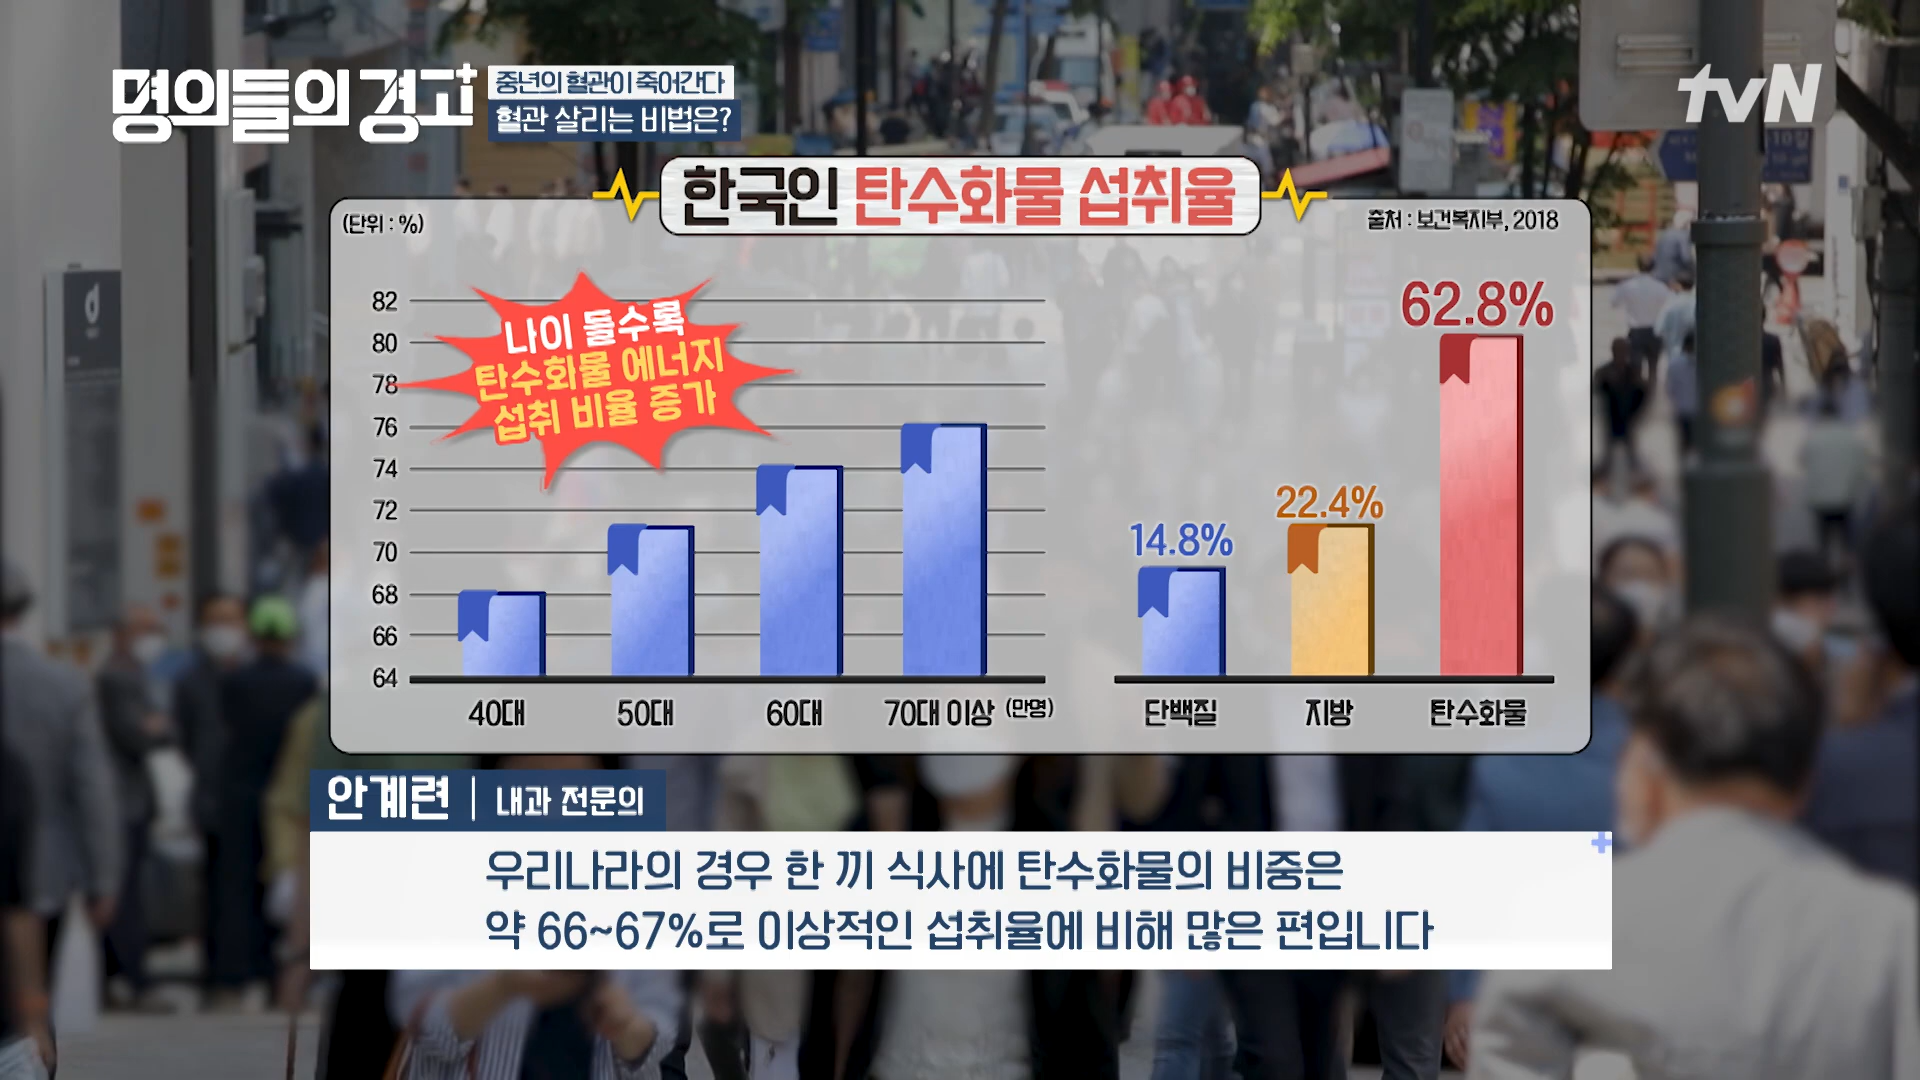 명의들의 경고+
중년의 혈관이 죽어간다
혈관 살리는 비법은?
tvN
한국인 탄수화물 섭취율
(단위 : %)
출처 : 보건복지부, 2018
나이 들수록
탄수화물 에너지
섭취 비율 증가
82
80
78
76
74
72
70
68
66
64
40대
50대
60대
70대 이상 (만명)
14.8%
22.4%
62.8%
단백질
지방
탄수화물
안계련 | 내과 전문의
우리나라의 경우 한 끼 식사에 탄수화물의 비중은
약 66~67%로 이상적인 섭취율에 비해 많은 편입니다